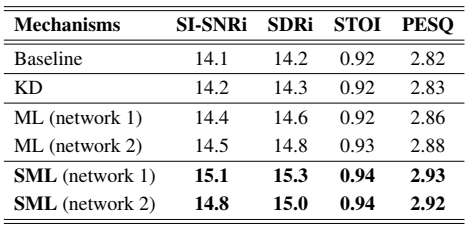 Mechanisms SI-SNRi SDRi STOI PESQ
Baseline 14.1 14.2 0.92 2.82
KD 14.2 14.3 0.92 2.83
ML (network 1) 14.4 14.6 0.92 2.86
ML (network 2) 14.5 14.8 0.93 2.88
SML (network 1) 15.1 15.3 0.94 2.93
SML (network 2) 14.8 15.0 0.94 2.92